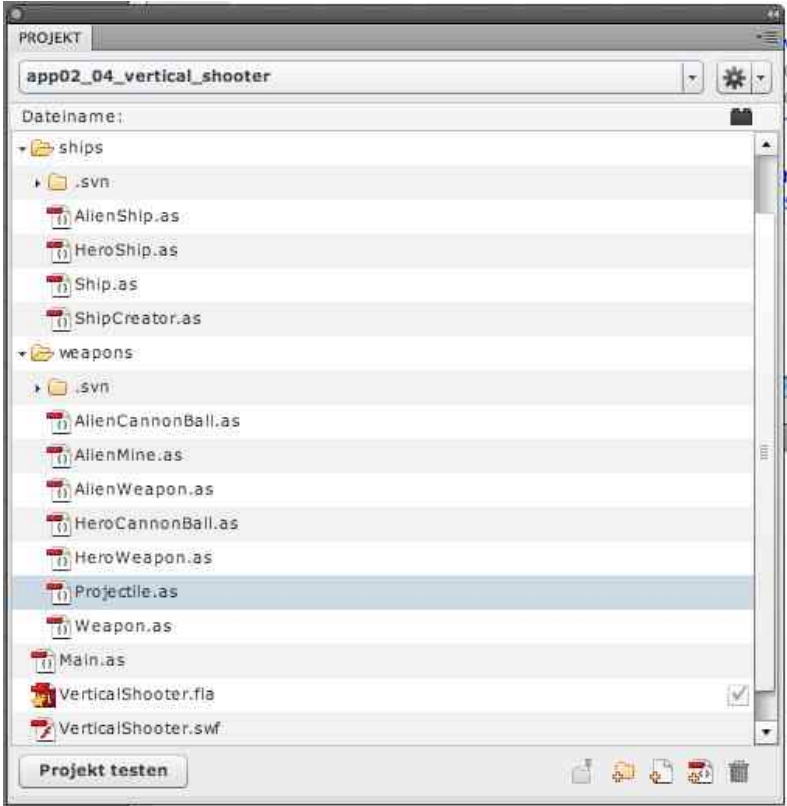 PROJEKT
app02_04_vertical_shooter
Dateiname:
ships
.svn
AlienShip.as
HeroShip.as
Ship.as
ShipCreator.as
weapons
.svn
AlienCannonBall.as
AlienMine.as
AlienWeapon.as
HeroCannonBall.as
HeroWeapon.as
Projectile.as
Weapon.as
Main.as
VerticalShooter.fla
VerticalShooter.swf
Projekt testen